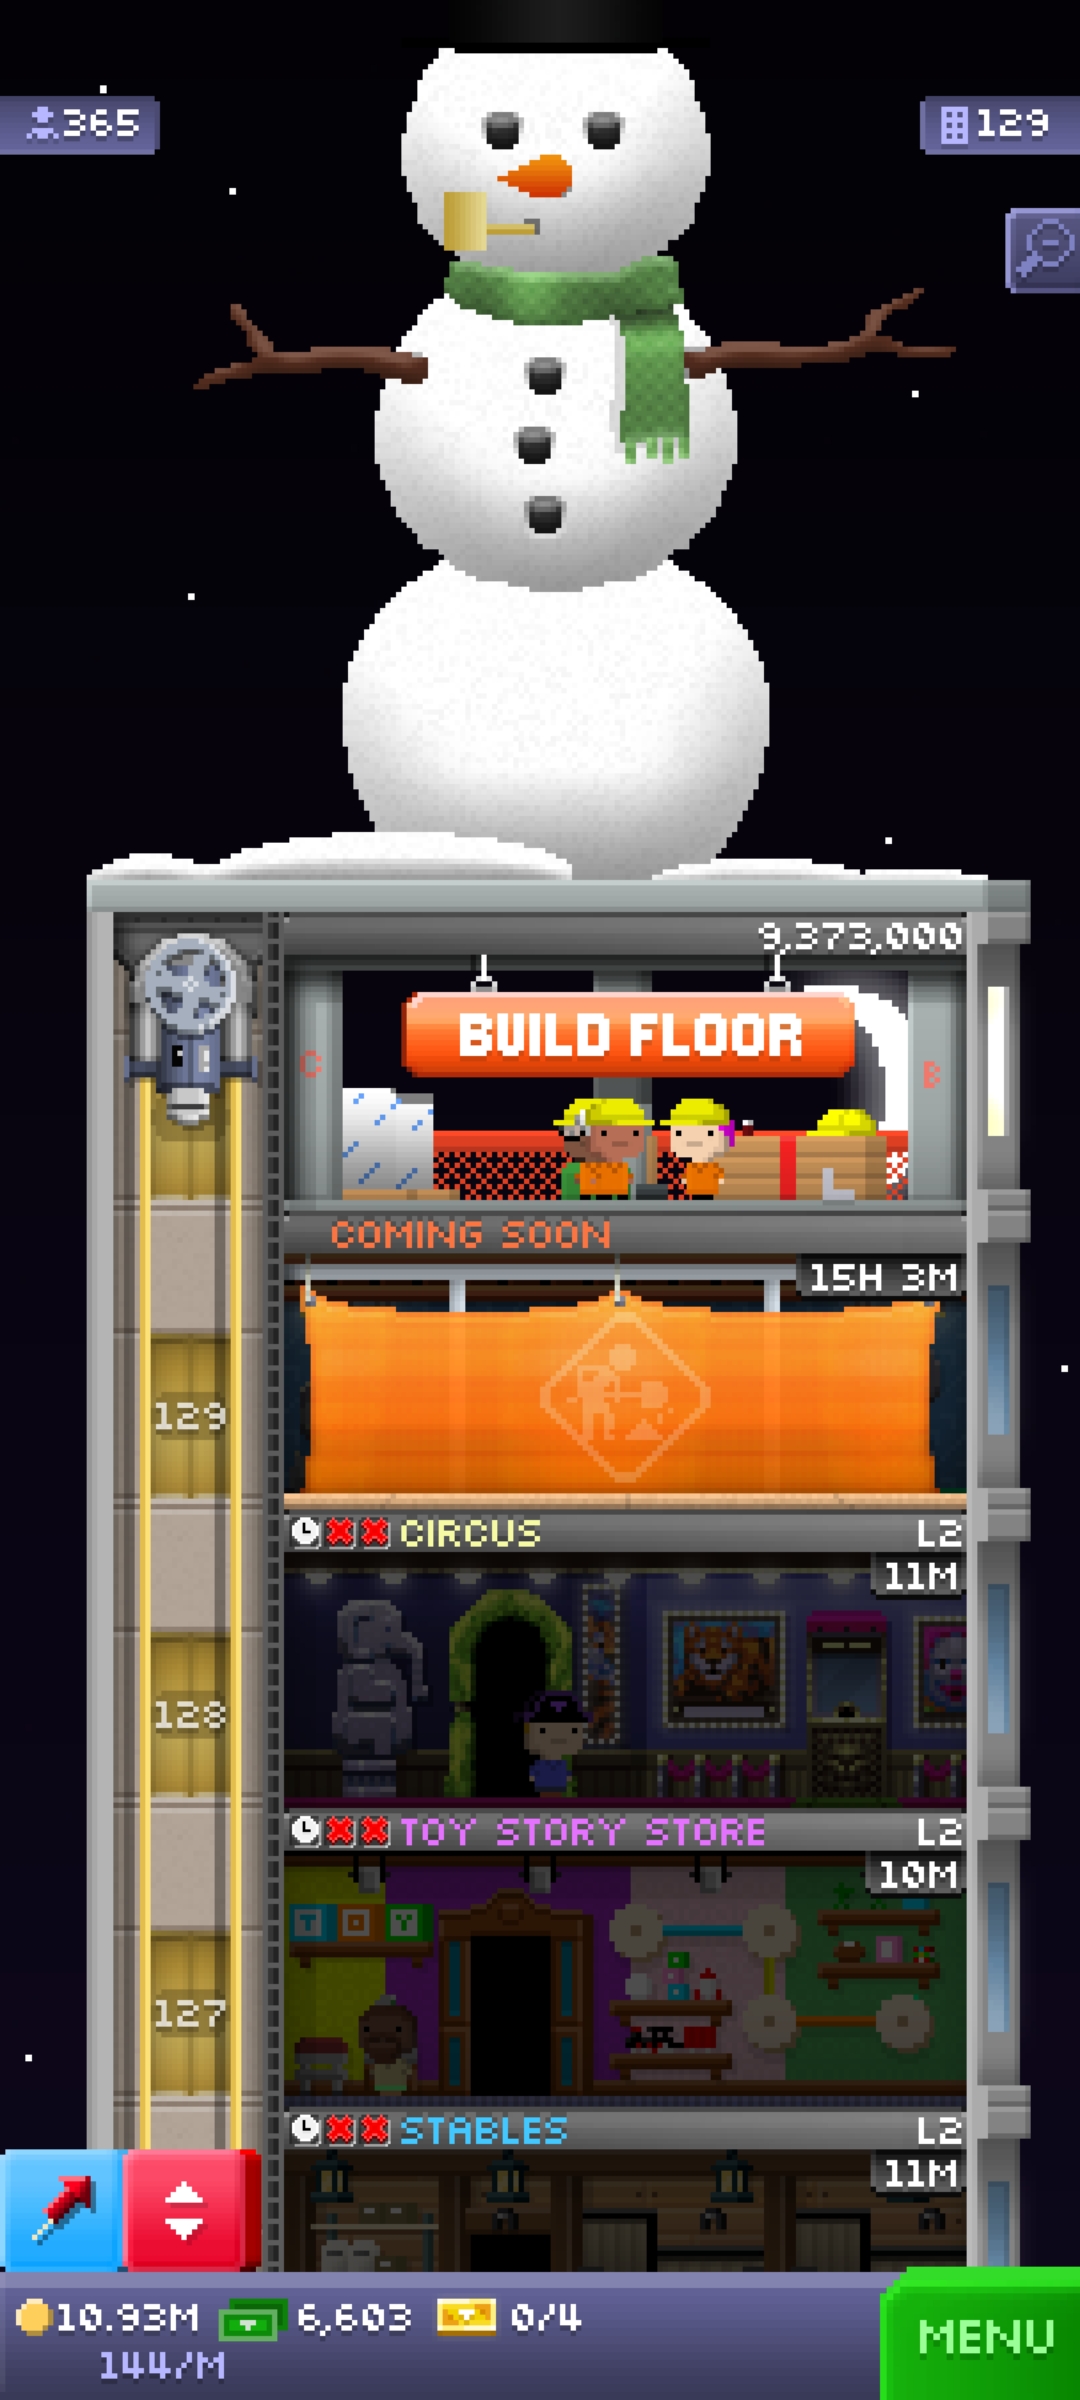 365
129
9,373,000
BUILD FLOOR
C
B
L
COMING SOON
15H 3M
129
CIRCUS
L2
11M
128
TOY STORY STORE
L2
10M
TOY
127
STABLES
L2
11M
10.93M
6,603
0/4
144/M
MENU